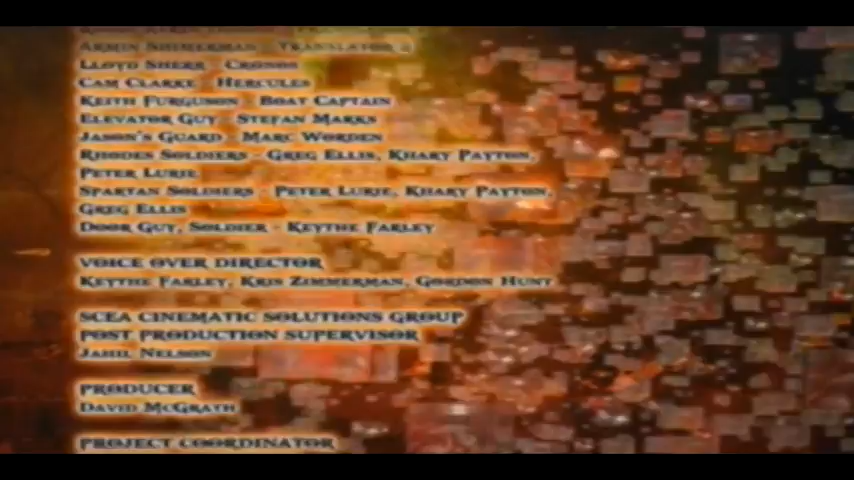 Armin Shimerman - Translator 2
Lloyd Sherr - Cronos
Cam Clarke - Hercules
Keith Furguson - Boat Captain
Elevator Guy - Stefan Marks
Jason's Guard - Marc Worden
Rhodes Soldiers - Greg Ellis, Khary Payton,
Peter Lurie
Spartan Soldiers - Peter Lurie, Khary Payton,
Greg Ellis
Door Guy, Soldier - Keythe Farley
VOICE OVER DIRECTOR
Keythe Farley, Kris Zimmerman, Gordon Hunt
SCEA CINEMATIC SOLUTIONS GROUP
POST PRODUCTION SUPERVISOR
Jahil Nelson
PRODUCER
David McGrath
PROJECT COORDINATOR